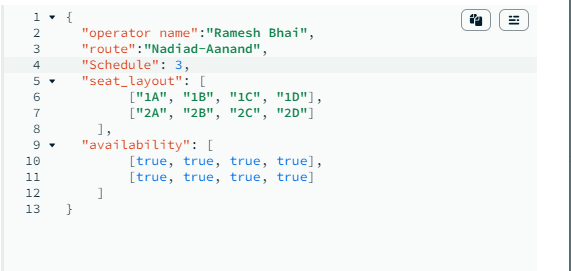 1 {
2 "operator name":"Ramesh Bhai",
3 "route":"Nadiad-Aanand",
4 "Schedule": 3,
5 "seat_layout": [
6 ["1A", "1B", "1C", "1D"],
7 ["2A", "2B", "2C", "2D"]
8 ],
9 "availability": [
10 [true, true, true, true],
11 [true, true, true, true]
12 ]
13 }